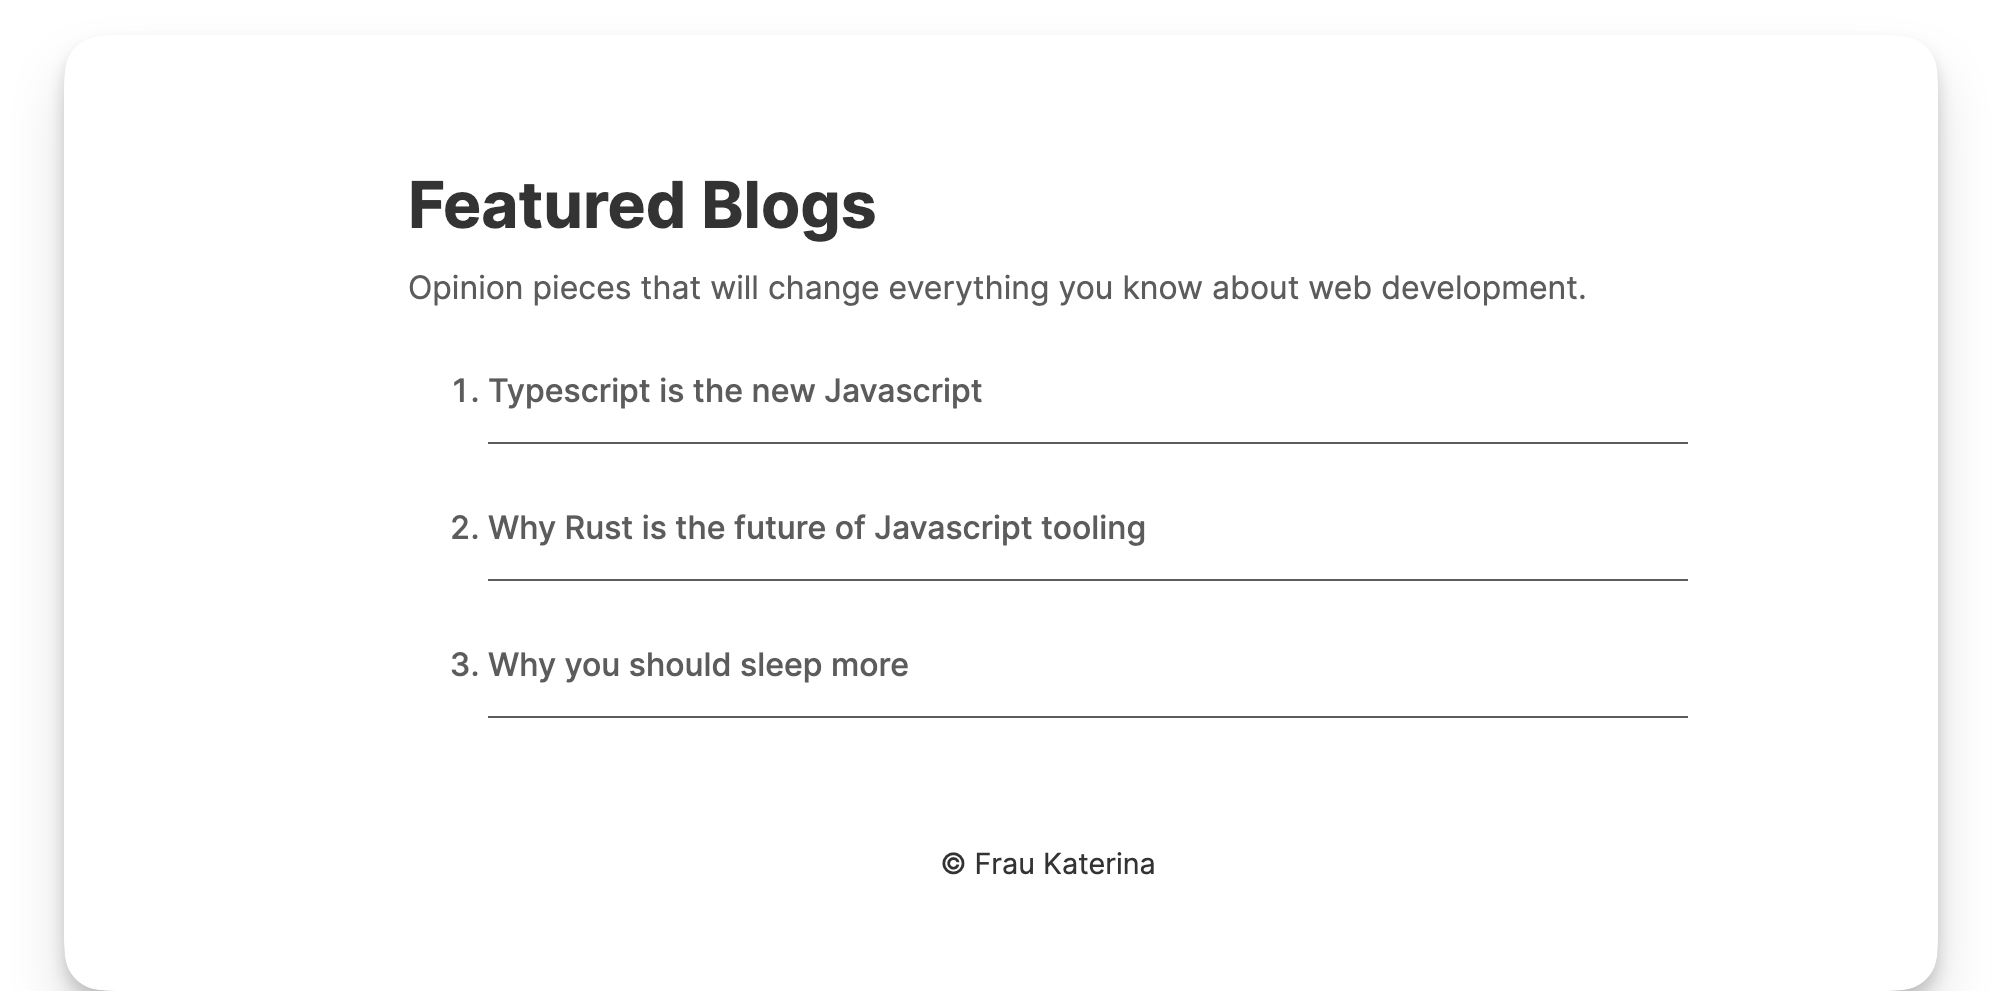 Featured Blogs
Opinion pieces that will change everything you know about web development.
1. Typescript is the new Javascript
2. Why Rust is the future of Javascript tooling
3. Why you should sleep more
© Frau Katerina